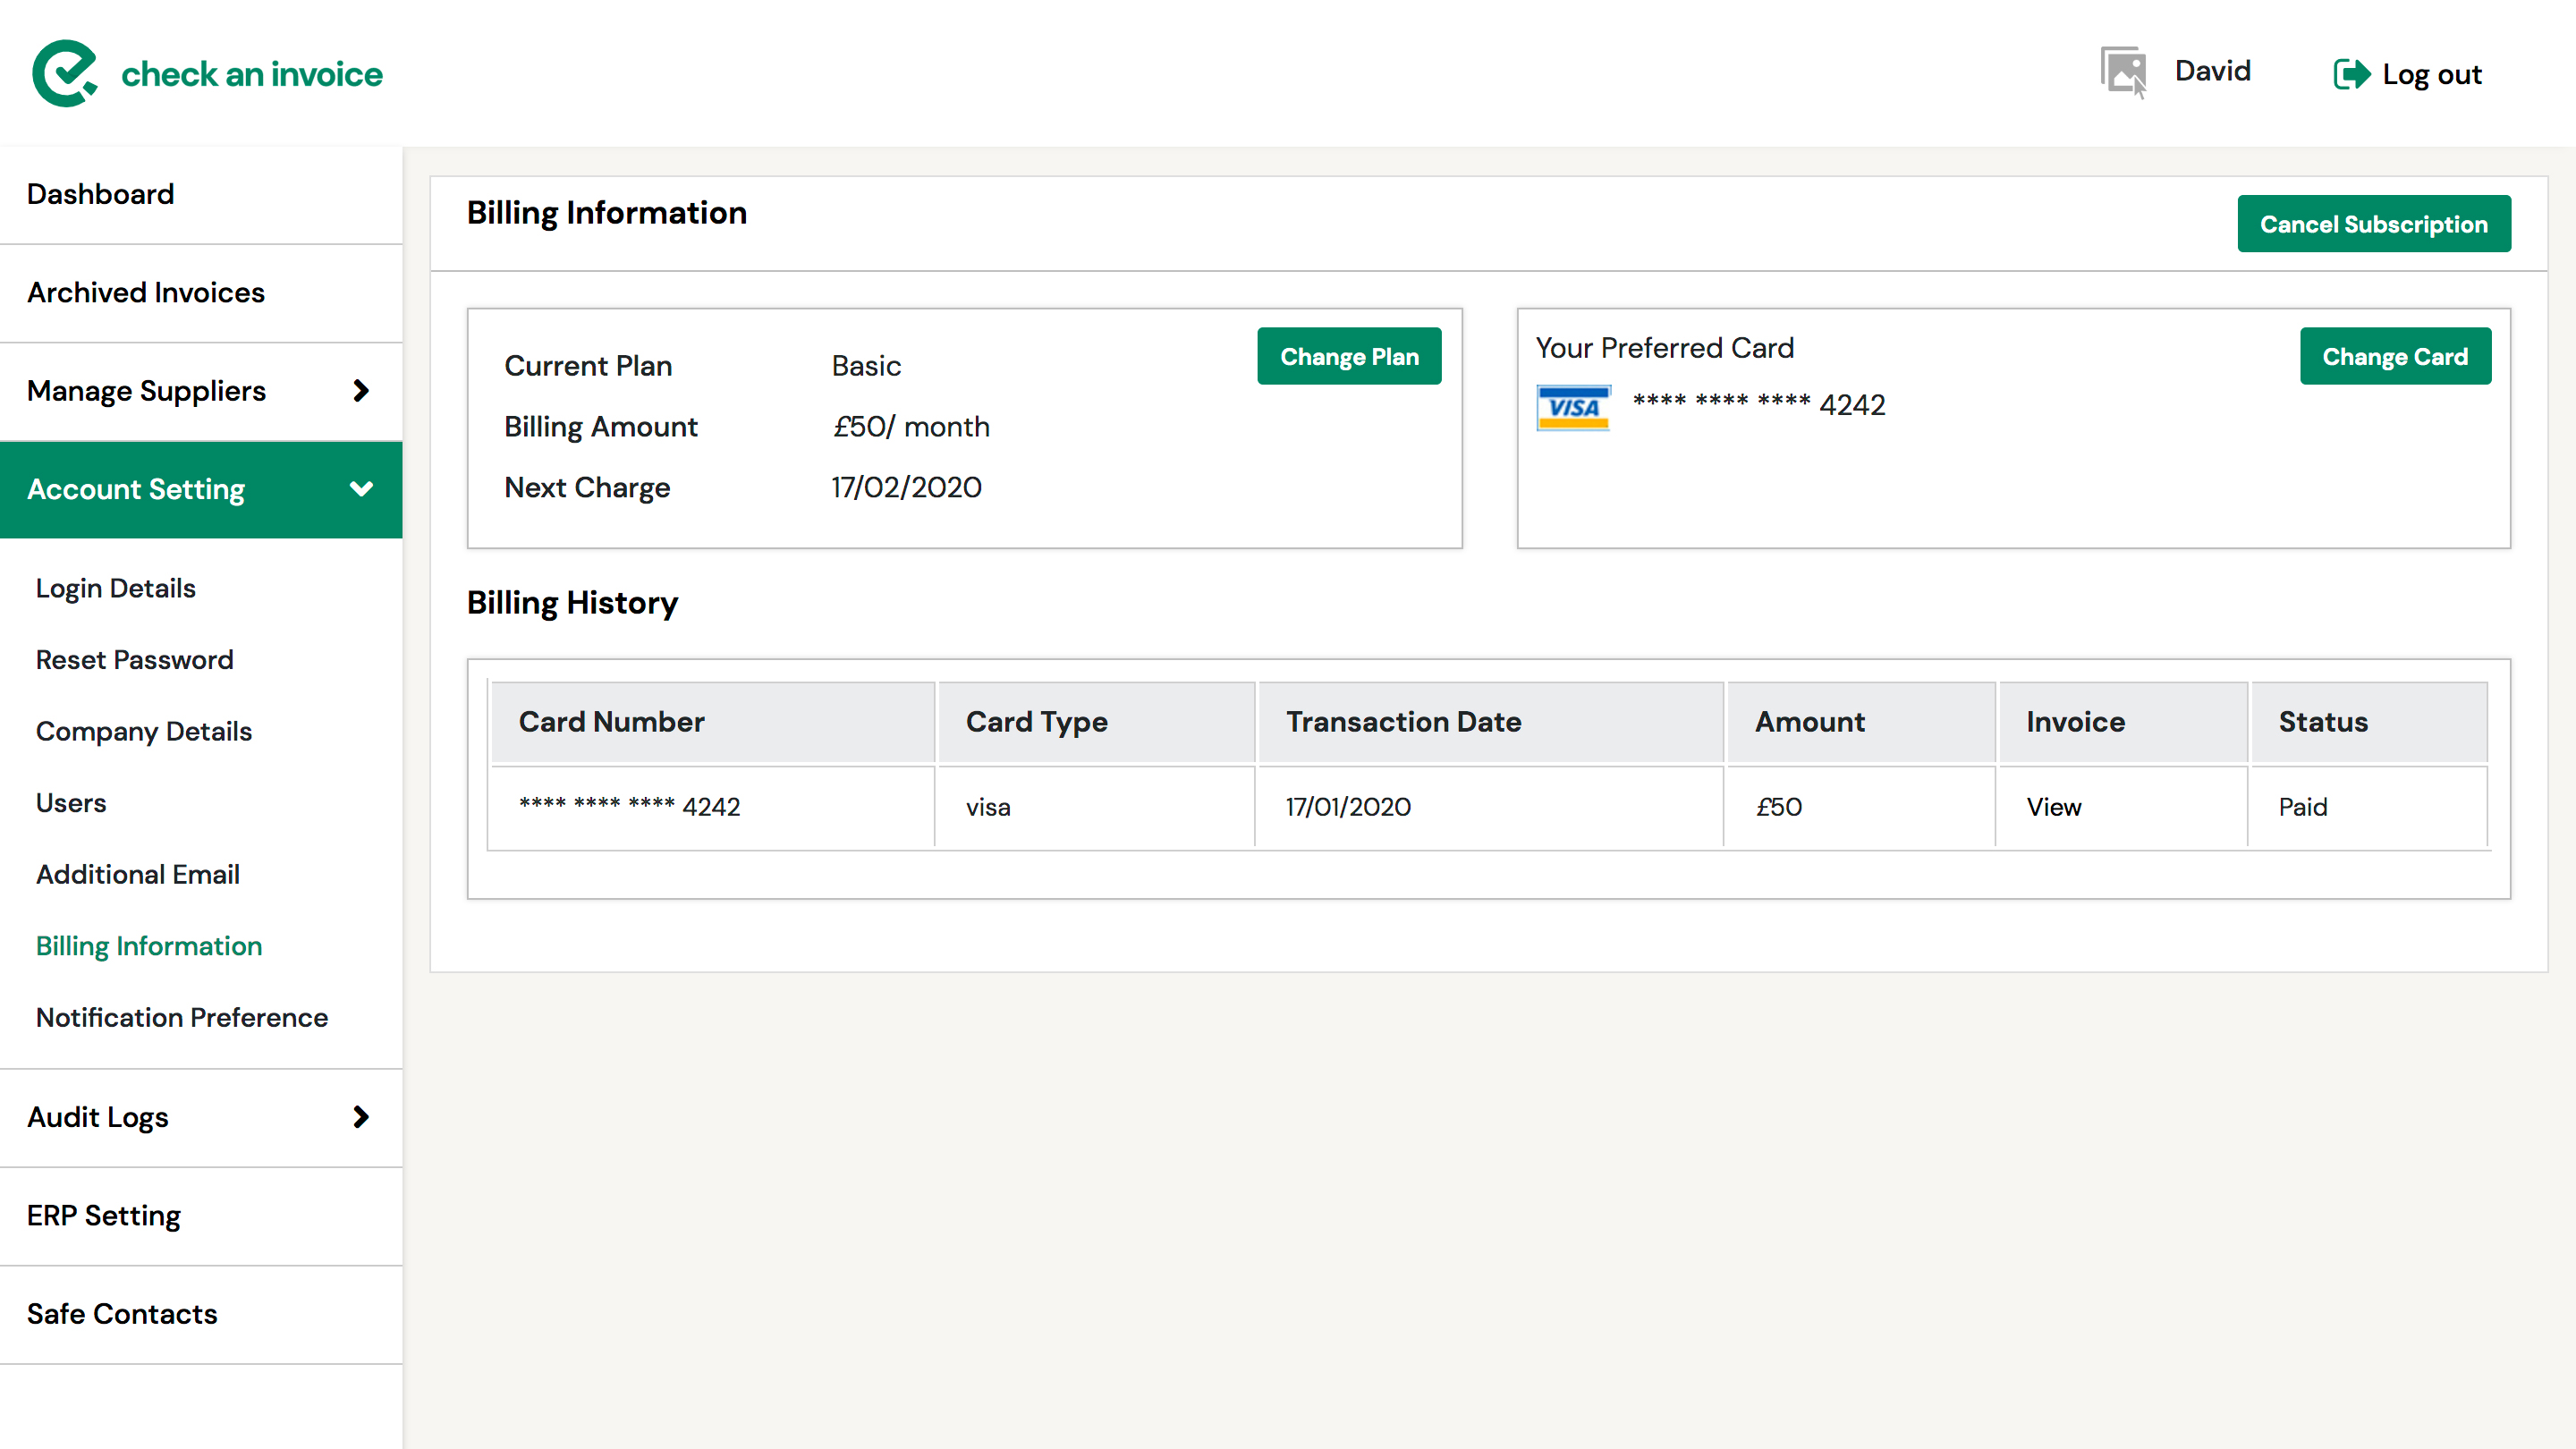 check an invoice
David
Log out
Dashboard
Archived Invoices
Manage Suppliers
Account Setting
Login Details
Reset Password
Company Details
Users
Additional Email
Billing Information
Notification Preference
Audit Logs
ERP Setting
Safe Contacts
Billing Information
Cancel Subscription
Current Plan Basic
Change Plan
Billing Amount £50/ month
Next Charge 17/02/2020
Your Preferred Card
Change Card
VISA **** **** **** 4242
Billing History
Card Number Card Type Transaction Date Amount Invoice Status
**** **** **** 4242 visa 17/01/2020 £50 View Paid